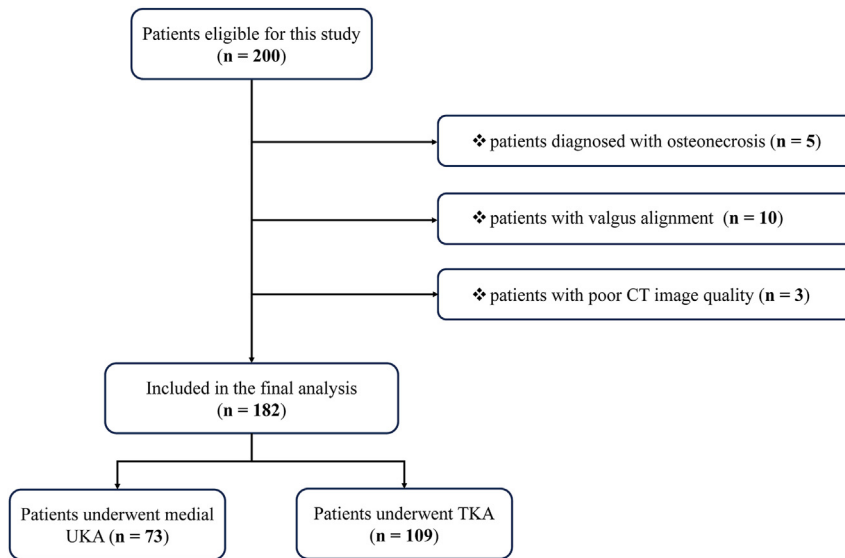 Patients eligible for this study
(n = 200)
❖ patients diagnosed with osteonecrosis (n = 5)
❖ patients with valgus alignment (n = 10)
❖ patients with poor CT image quality (n = 3)
Included in the final analysis
(n = 182)
Patients underwent medial
UKA (n = 73)
Patients underwent TKA
(n = 109)